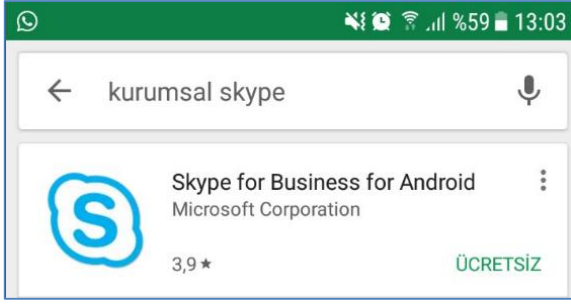 %59 13:03
kurumsal skype
Skype for Business for Android
Microsoft Corporation
3,9★
ÜCRETSİZ